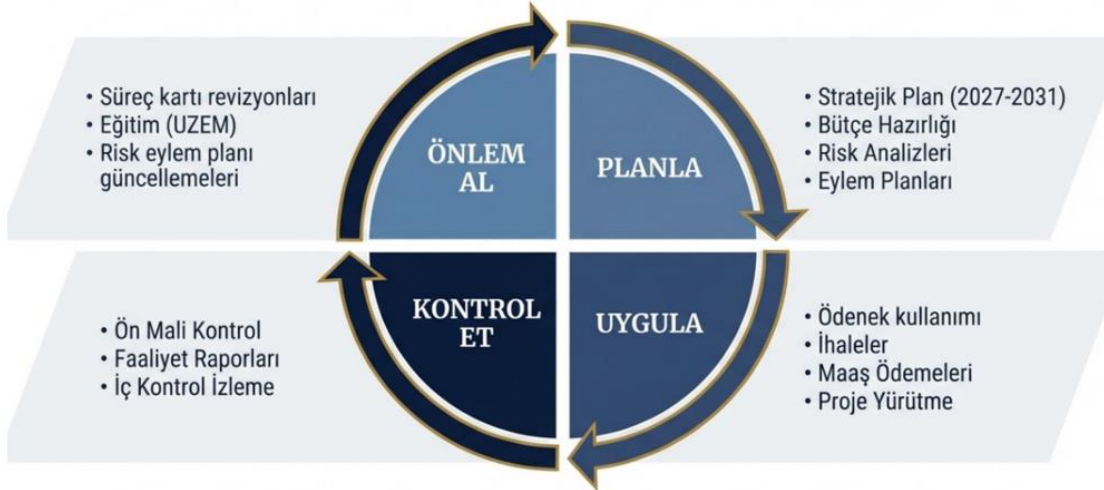 • Süreç kartı revizyonları
• Eğitim (UZEM)
• Risk eylem planı
güncellemeleri
ÖNLEM
AL
PLANLA
• Stratejik Plan (2027-2031)
• Bütçe Hazırlığı
• Risk Analizleri
• Eylem Planları
• Ön Mali Kontrol
• Faaliyet Raporları
• İç Kontrol İzleme
KONTROL
ET
UYGULA
• Ödenek kullanımı
• İhaleler
• Maaş Ödemeleri
• Proje Yürütme